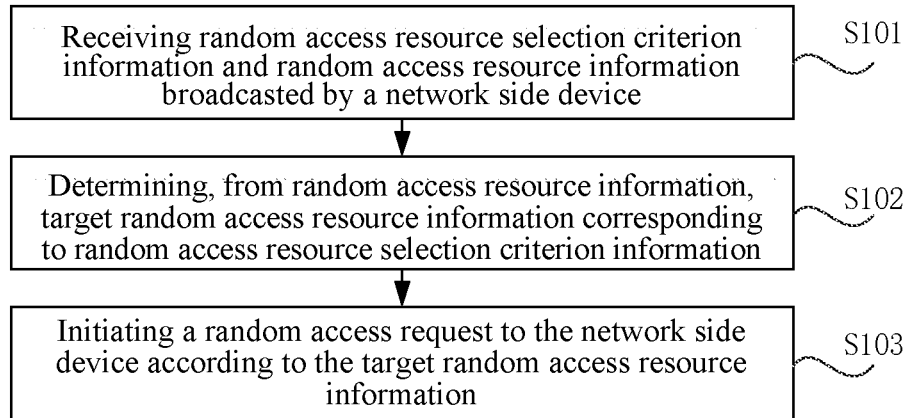 Receiving random access resource selection criterion
information and random access resource information
broadcasted by a network side device
S101
Determining, from random access resource information,
target random access resource information corresponding
to random access resource selection criterion information
S102
Initiating a random access request to the network side
device according to the target random access resource
information
S103